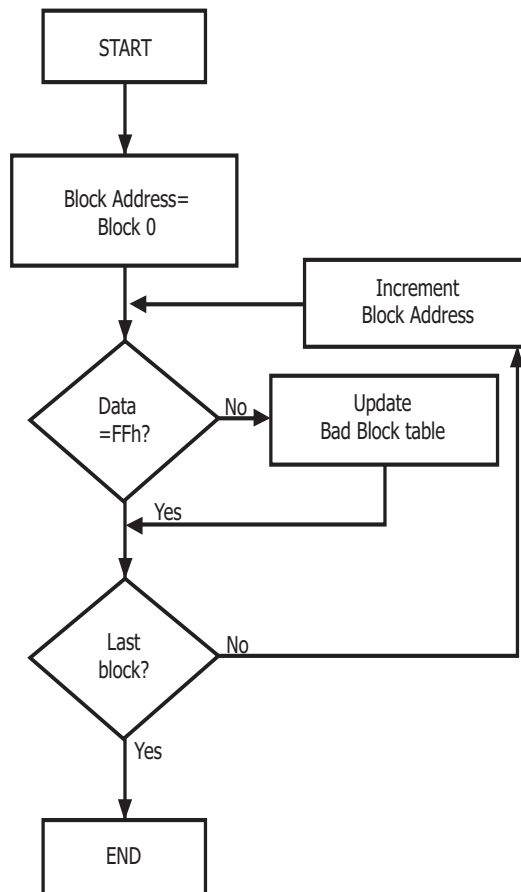 START
Block Address=
Block 0
Increment
Block Address
Data
=FFh?
No
Update
Bad Block table
Yes
Last
block?
No
Yes
END